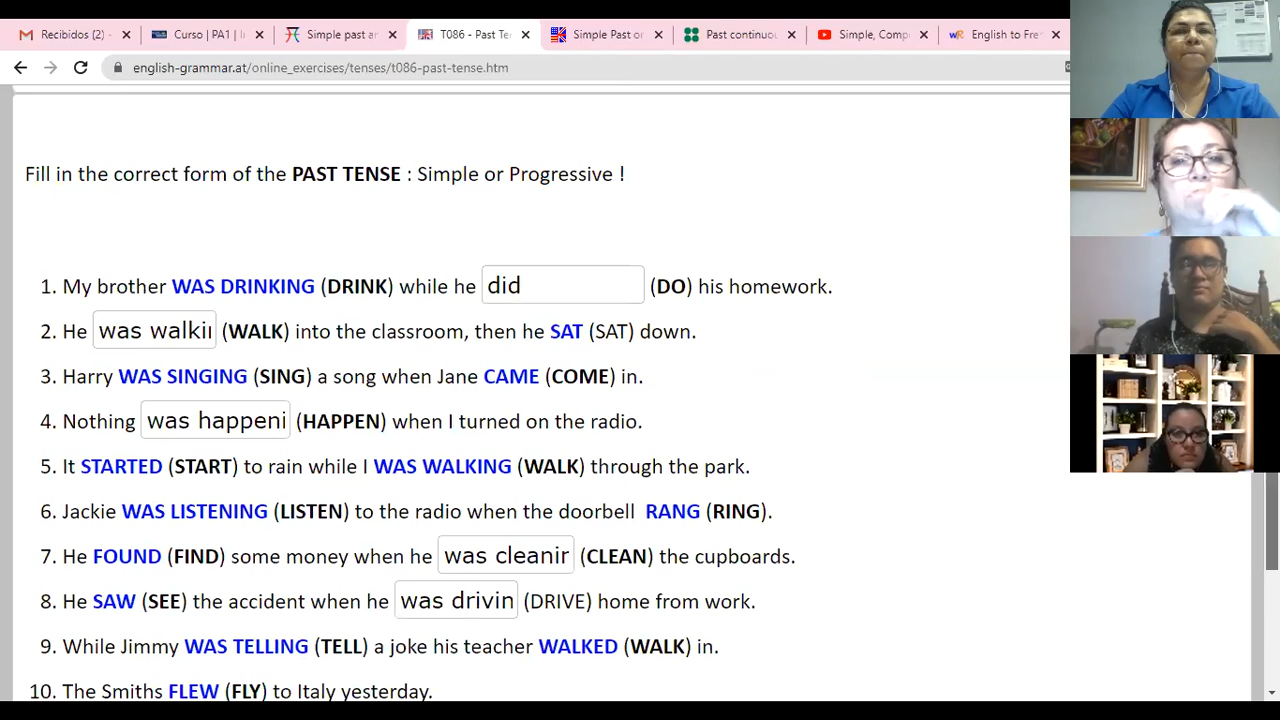 Recibidos (2) -
Curso | PA1 | In
Simple past ar
T086 - Past Te
Simple Past or
Past continuou
Simple, Comp
English to Fre
english-grammar.at/online_exercises/tenses/t086-past-tense.htm
Fill in the correct form of the PAST TENSE : Simple or Progressive !
1. My brother WAS DRINKING (DRINK) while he did (DO) his homework.
2. He was walkin (WALK) into the classroom, then he SAT (SAT) down.
3. Harry WAS SINGING (SING) a song when Jane CAME (COME) in.
4. Nothing was happeni (HAPPEN) when I turned on the radio.
5. It STARTED (START) to rain while I WAS WALKING (WALK) through the park.
6. Jackie WAS LISTENING (LISTEN) to the radio when the doorbell RANG (RING).
7. He FOUND (FIND) some money when he was cleanin (CLEAN) the cupboards.
8. He SAW (SEE) the accident when he was drivin (DRIVE) home from work.
9. While Jimmy WAS TELLING (TELL) a joke his teacher WALKED (WALK) in.
10. The Smiths FLEW (FLY) to Italy yesterday.